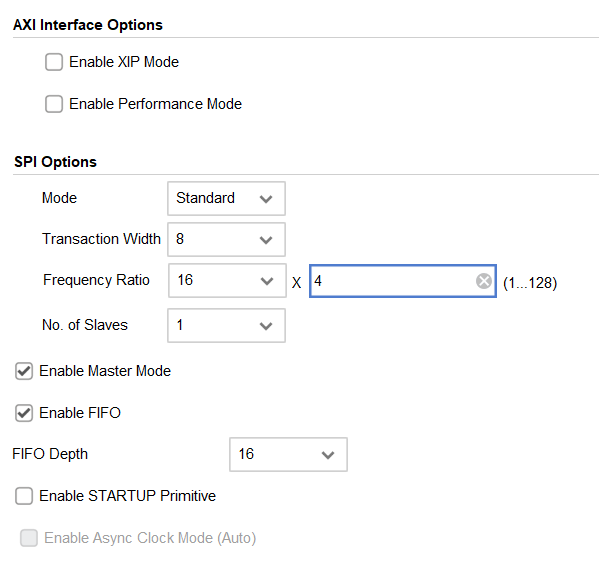 AXI Interface Options
Enable XIP Mode
Enable Performance Mode
SPI Options
Mode Standard
Transaction Width 8
Frequency Ratio 16 X 4 (1...128)
No. of Slaves 1
Enable Master Mode
Enable FIFO
FIFO Depth 16
Enable STARTUP Primitive
Enable Async Clock Mode (Auto)